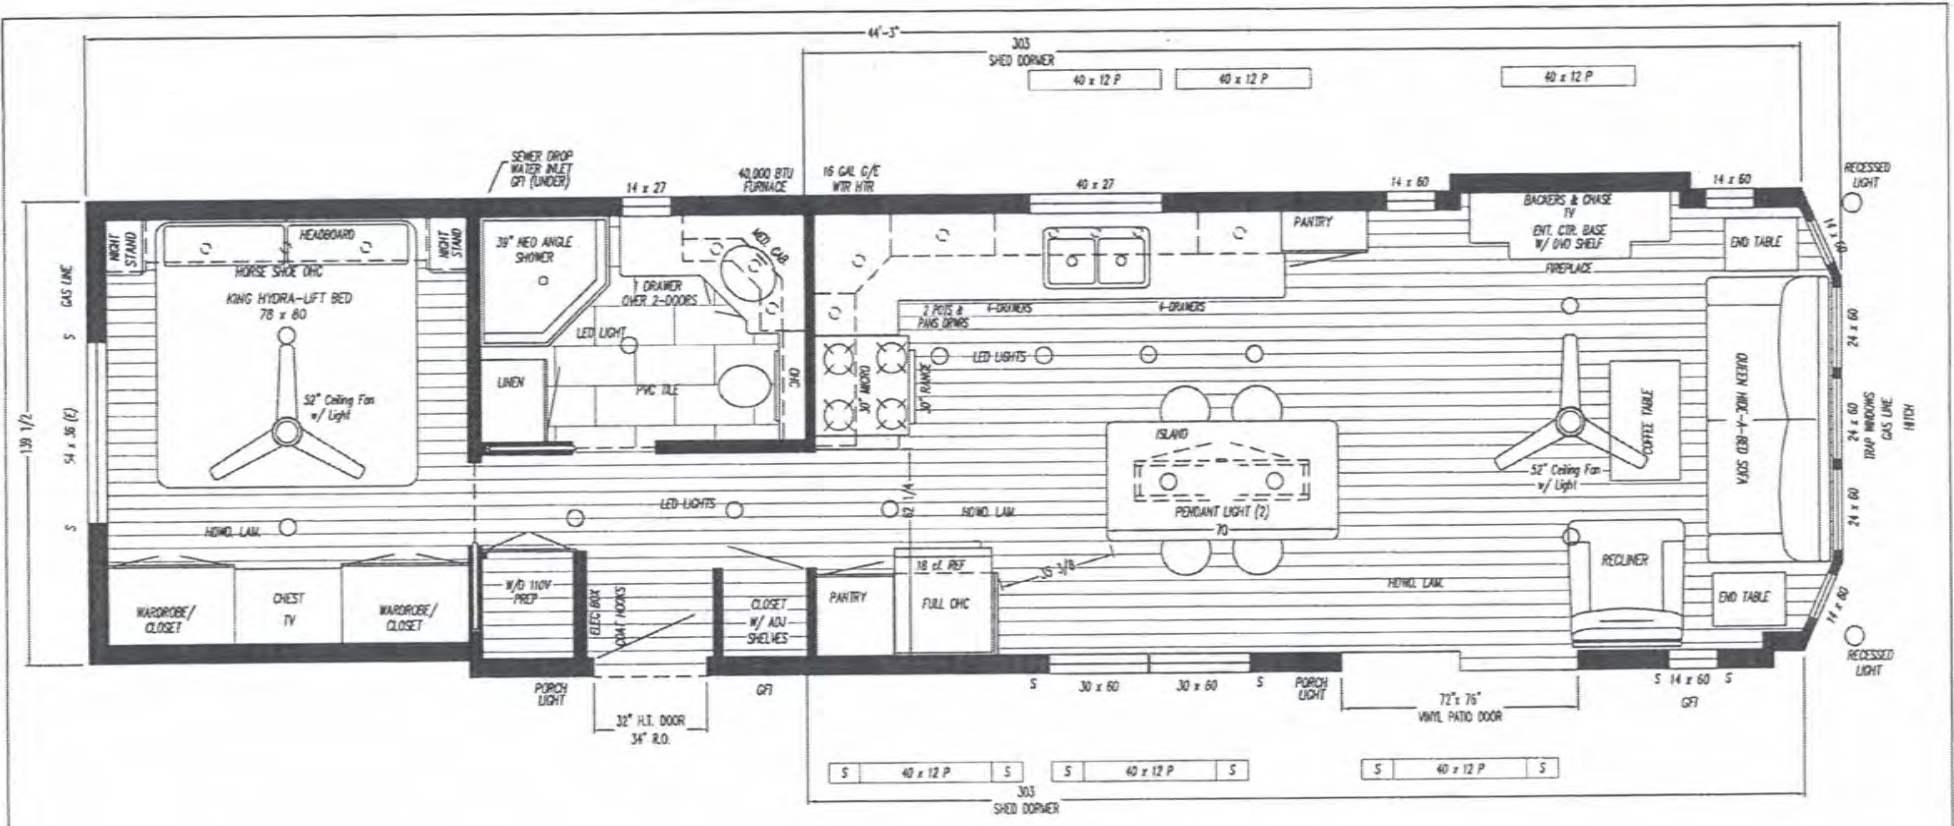 44'-3"
303
SHED DORMER
40 x 12 P
40 x 12 P
40 x 12 P
SEWER DROP
WATER INLET
GFI (UNDER)
14 x 27
40,000 BTU
FURNACE
16 GAL G/E
WTR HTR
40 x 27
14 x 60
14 x 60
RECESSED
LIGHT
NIGHT
STAND
HEADBOARD
NIGHT
STAND
HORSE SHOE OHC
KING HYDRA-LIFT BED
78 x 80
52" Ceiling Fan
w/ Light
39" NEO ANGLE
SHOWER
MED. CAB.
1 DRAWER
OVER 2-DOORS
LED LIGHT
LINEN
PVC TILE
OHC
PANTRY
BACKERS & CHASE
TV
ENT. CTR. BASE
W/ DVD SHELF
FIREPLACE
END TABLE
14 x 60
2 POTS &
PANS DRWRS
4-DRAWERS
4-DRAWERS
LED LIGHTS
30" MICRO
30" RANGE
ISLAND
PENDANT LIGHT (2)
70
COFFEE TABLE
52" Ceiling Fan
w/ Light
QUEEN HIDE-A-BED SOFA
24 x 60
24 x 60
24 x 60
TRAP WINDOWS
GAS LINE
HITCH
GAS LINE
S
139 1/2
54 x 36 (E)
S
HDWD. LAM.
LED LIGHTS
62 1/4
HDWD. LAM.
35 3/8
HDWD. LAM.
RECLINER
END TABLE
14 x 60
RECESSED
LIGHT
WARDROBE/
CLOSET
CHEST
TV
WARDROBE/
CLOSET
W/D 110V
PREP
ELEC BOX
COAT HOOKS
CLOSET
W/ ADJ
SHELVES
PANTRY
18 cf. REF
FULL OHC
PORCH
LIGHT
GFI
32" H.T. DOOR
34" R.O.
S
30 x 60
30 x 60
S
PORCH
LIGHT
72" x 76"
VINYL PATIO DOOR
S 14 x 60 S
GFI
S 40 x 12 P S
S 40 x 12 P S
S 40 x 12 P S
303
SHED DORMER